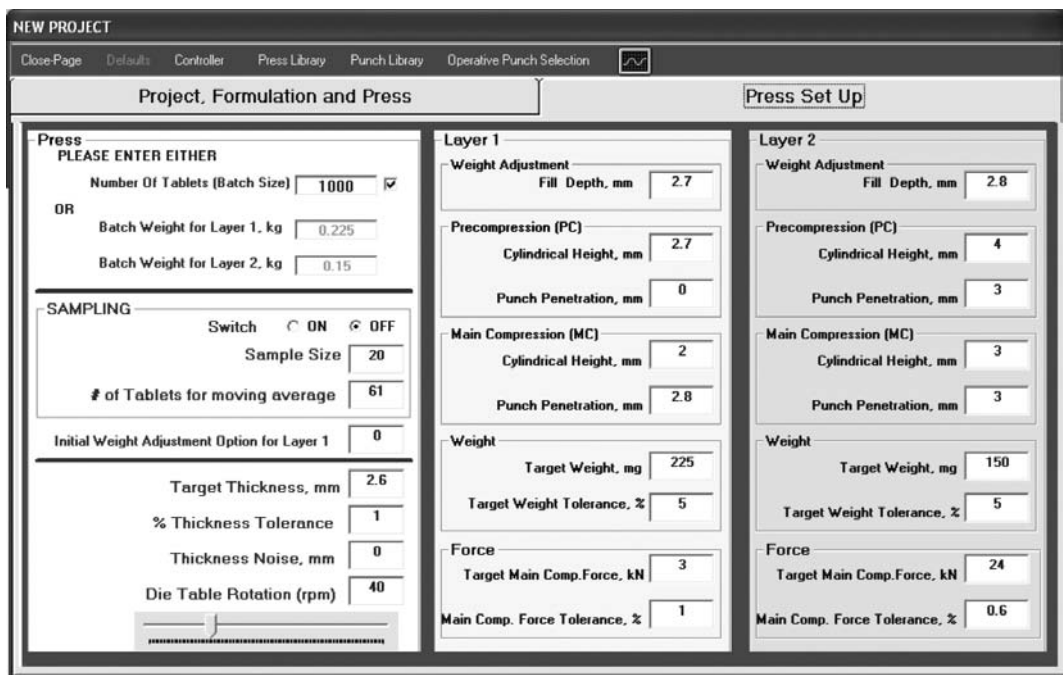 NEW PROJECT
Close-Page Defaults Controller Press Library Punch Library Operative Punch Selection
Project, Formulation and Press Press Set Up
Press
PLEASE ENTER EITHER
Number Of Tablets (Batch Size) 1000
OR
Batch Weight for Layer 1, kg 0.225
Batch Weight for Layer 2, kg 0.15
SAMPLING
Switch ON OFF
Sample Size 20
# of Tablets for moving average 61
Initial Weight Adjustment Option for Layer 1 0
Target Thickness, mm 2.6
% Thickness Tolerance 1
Thickness Noise, mm 0
Die Table Rotation (rpm) 40
Layer 1
Weight Adjustment
Fill Depth, mm 2.7
Precompression (PC)
Cylindrical Height, mm 2.7
Punch Penetration, mm 0
Main Compression (MC)
Cylindrical Height, mm 2
Punch Penetration, mm 2.8
Weight
Target Weight, mg 225
Target Weight Tolerance, % 5
Force
Target Main Comp.Force, kN 3
Main Comp. Force Tolerance, % 1
Layer 2
Weight Adjustment
Fill Depth, mm 2.8
Precompression (PC)
Cylindrical Height, mm 4
Punch Penetration, mm 3
Main Compression (MC)
Cylindrical Height, mm 3
Punch Penetration, mm 3
Weight
Target Weight, mg 150
Target Weight Tolerance, % 5
Force
Target Main Comp.Force, kN 24
Main Comp. Force Tolerance, % 0.6